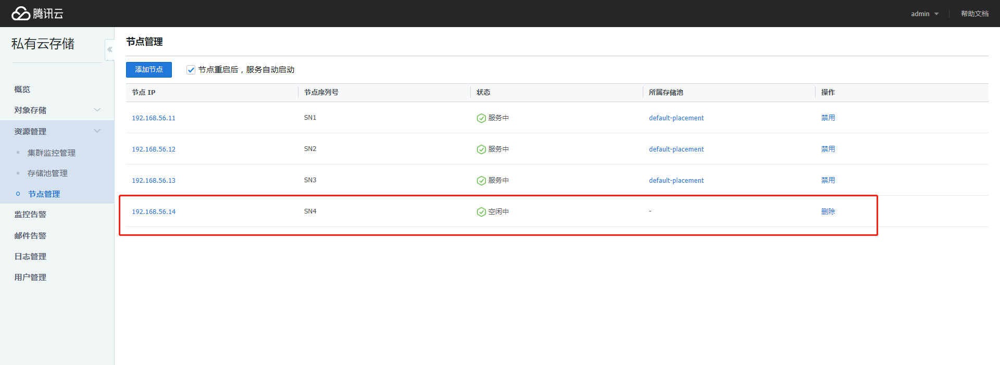 腾讯云
admin
帮助文档
私有云存储
概览
对象存储
资源管理
集群监控管理
存储池管理
节点管理
监控告警
邮件告警
日志管理
用户管理
节点管理
添加节点
节点重启后，服务自动启动
节点 IP 节点序列号 状态 所属存储池 操作
192.168.56.11 SN1 服务中 default-placement 禁用
192.168.56.12 SN2 服务中 default-placement 禁用
192.168.56.13 SN3 服务中 default-placement 禁用
192.168.56.14 SN4 空闲中 - 删除